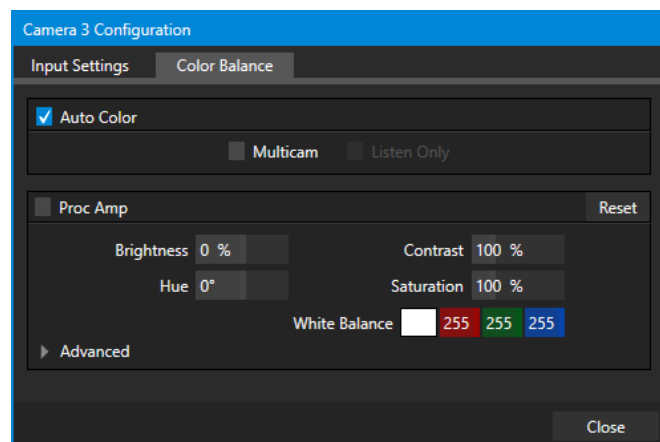 Camera 3 Configuration
Input Settings Color Balance
Auto Color
Multicam Listen Only
Proc Amp Reset
Brightness 0 % Contrast 100 %
Hue 0° Saturation 100 %
White Balance 255 255 255
Advanced
Close